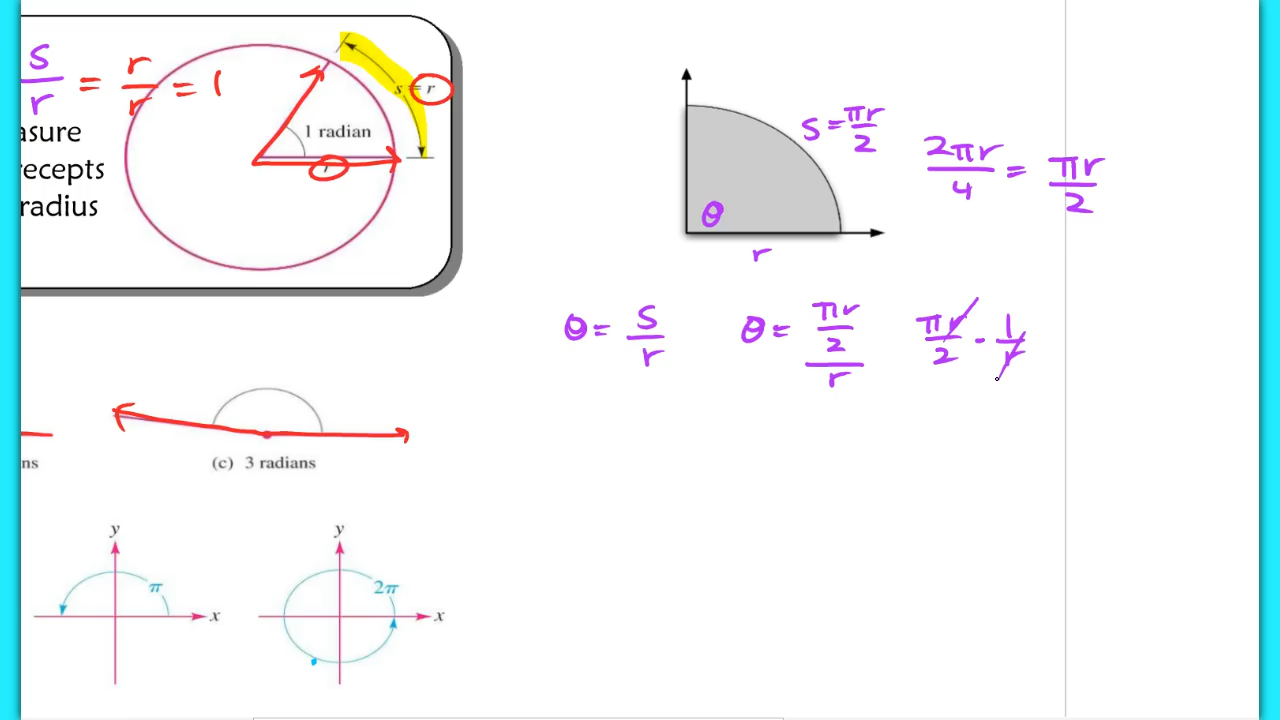 s/r = r/r = 1
s = r
1 radian
r
asure
recepts
radius
s = πr/2
2πr/4 = πr/2
θ
r
θ = s/r
θ = πr/2/r
πr/2 · 1/r
ns
(c) 3 radians
y
π
x
y
2π
x